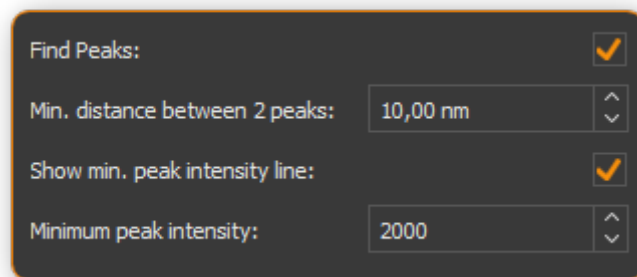 Find Peaks:
Min. distance between 2 peaks: 10,00 nm
Show min. peak intensity line:
Minimum peak intensity: 2000